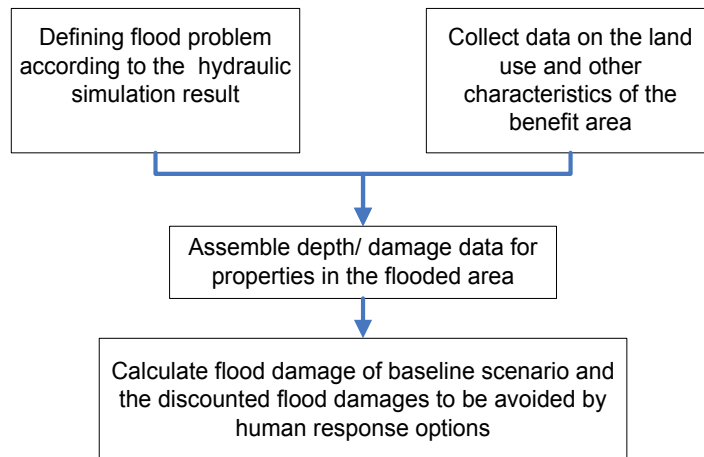 Defining flood problem
according to the  hydraulic
simulation result
Collect data on the land
use and other
characteristics of the
benefit area
Assemble depth/ damage data for
properties in the flooded area
Calculate flood damage of baseline scenario and
the discounted flood damages to be avoided by
human response options